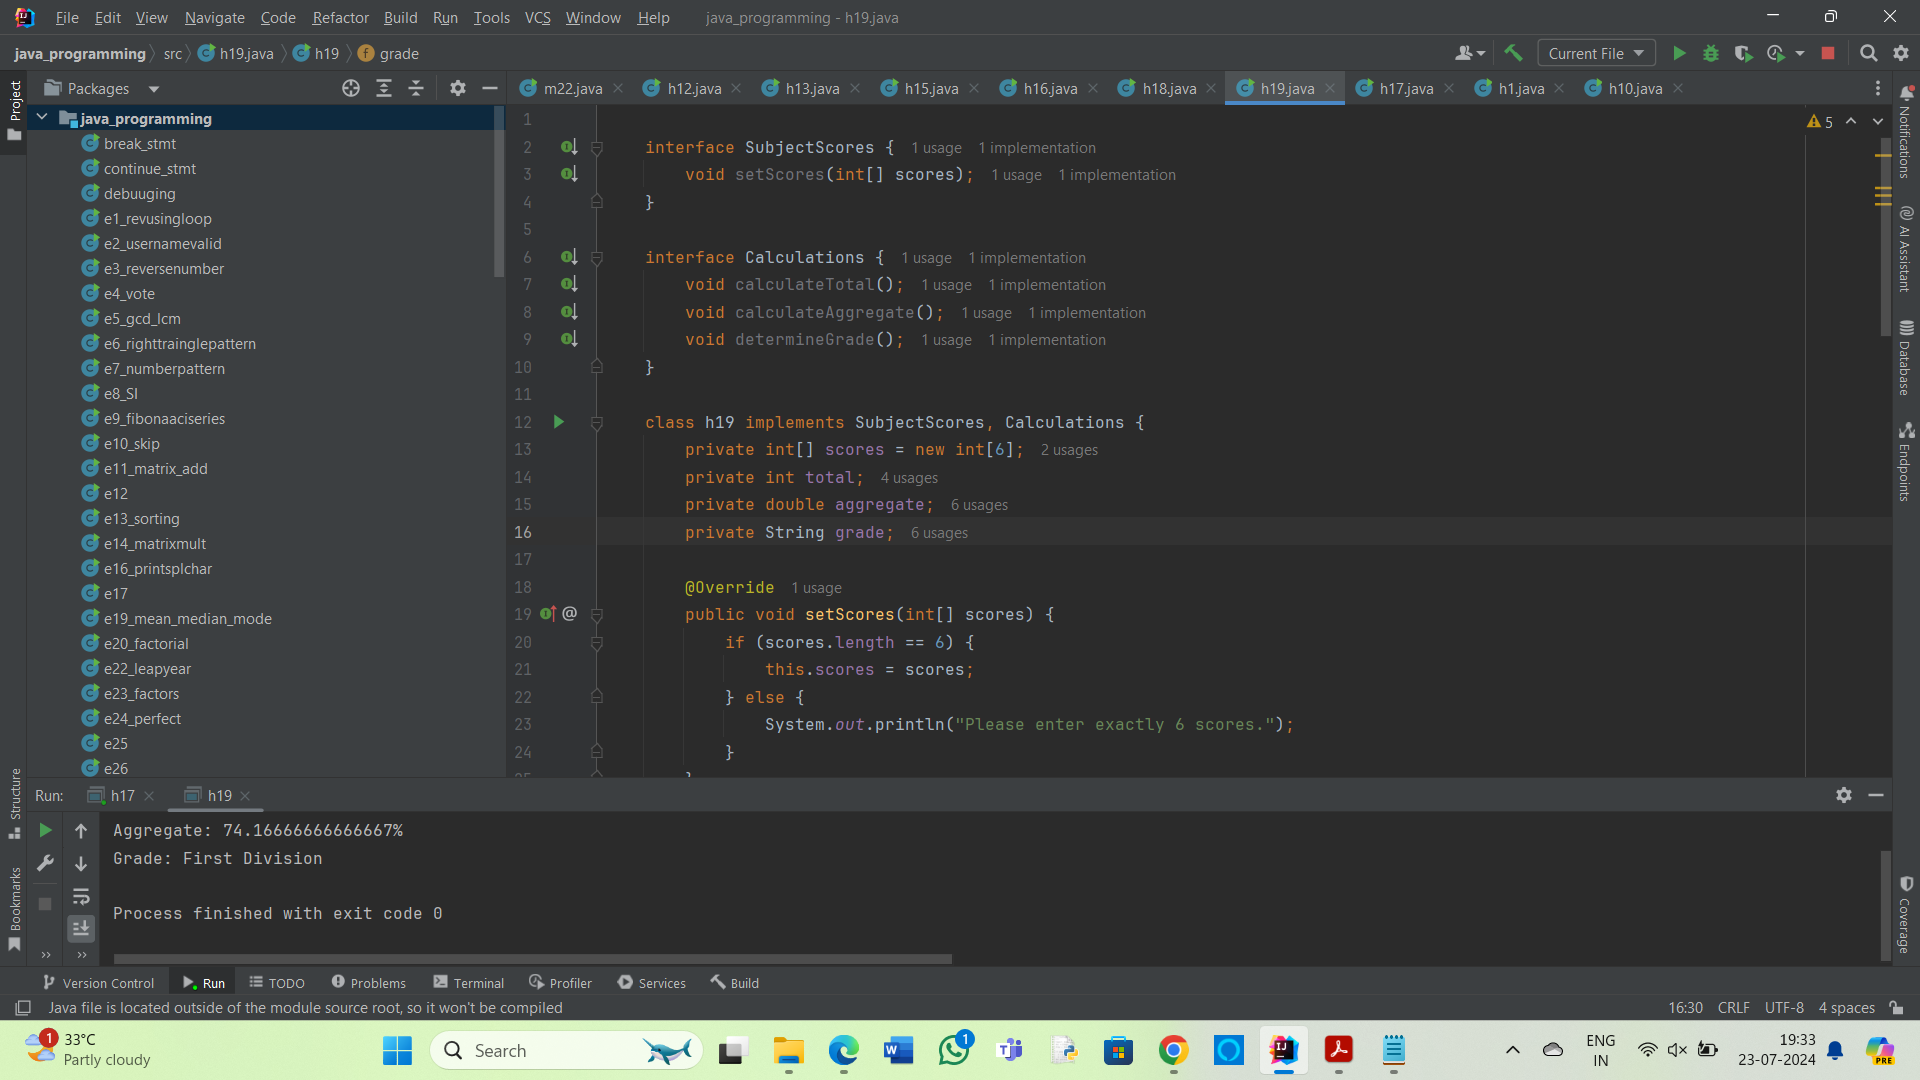 File Edit View Navigate Code Refactor Build Run Tools VCS Window Help java_programming - h19.java
java_programming src h19.java h19 grade
Current File
Project
Packages
m22.java h12.java h13.java h15.java h16.java h18.java h19.java h17.java h1.java h10.java
java_programming
break_stmt
continue_stmt
debuuging
e1_revusingloop
e2_usernamevalid
e3_reversenumber
e4_vote
e5_gcd_lcm
e6_righttrainglepattern
e7_numberpattern
e8_SI
e9_fibonaaciseries
e10_skip
e11_matrix_add
e12
e13_sorting
e14_matrixmult
e16_printsplchar
e17
e19_mean_median_mode
e20_factorial
e22_leapyear
e23_factors
e24_perfect
e25
e26
5
1
2 interface SubjectScores { 1 usage 1 implementation
3 void setScores(int[] scores); 1 usage 1 implementation
4 }
5
6 interface Calculations { 1 usage 1 implementation
7 void calculateTotal(); 1 usage 1 implementation
8 void calculateAggregate(); 1 usage 1 implementation
9 void determineGrade(); 1 usage 1 implementation
10 }
11
12 class h19 implements SubjectScores, Calculations {
13 private int[] scores = new int[6]; 2 usages
14 private int total; 4 usages
15 private double aggregate; 6 usages
16 private String grade; 6 usages
17
18 @Override 1 usage
19 @ public void setScores(int[] scores) {
20 if (scores.length == 6) {
21 this.scores = scores;
22 } else {
23 System.out.println("Please enter exactly 6 scores.");
24 }
Notifications
AI Assistant
Database
Endpoints
Coverage
Structure
Bookmarks
Run: h17 h19
Aggregate: 74.16666666666667%
Grade: First Division
Process finished with exit code 0
Version Control Run TODO Problems Terminal Profiler Services Build
Java file is located outside of the module source root, so it won't be compiled 16:30 CRLF UTF-8 4 spaces
1
33°C
Partly cloudy
Search
1
ENG
IN
19:33
23-07-2024
PRE